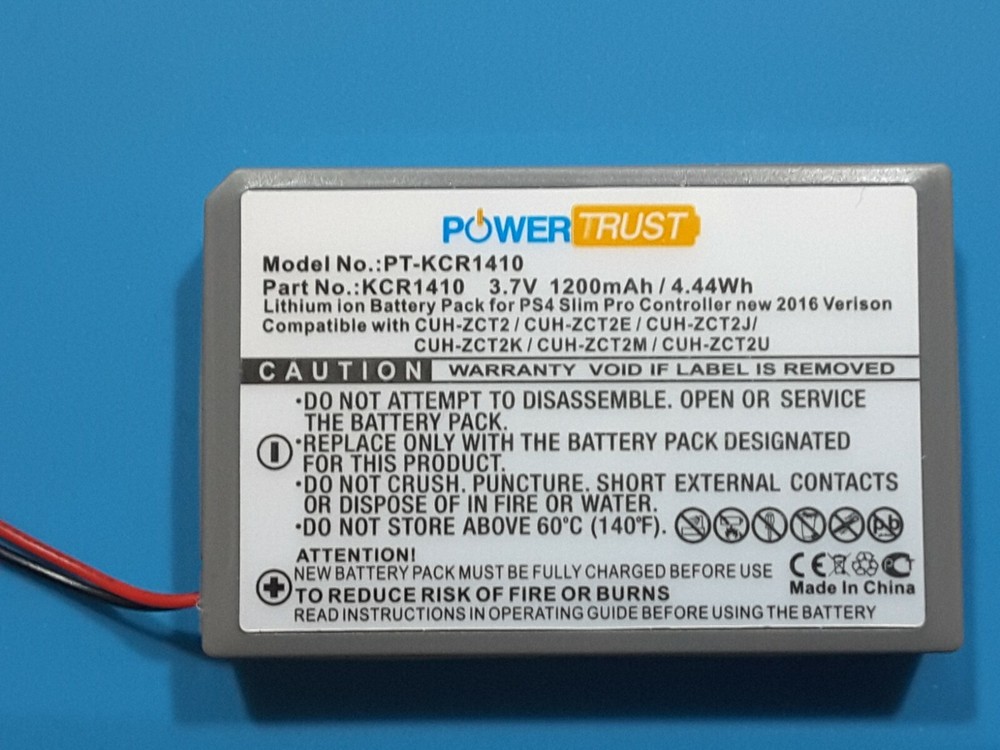 POWER TRUST
Model No.:PT-KCR1410
Part No.:KCR1410 3.7V 1200mAh / 4.44Wh
Lithium ion Battery Pack for PS4 Slim Pro Controller new 2016 Verison
Compatible with CUH-ZCT2 / CUH-ZCT2E / CUH-ZCT2J/
CUH-ZCT2K / CUH-ZCT2M / CUH-ZCT2U
CAUTION WARRANTY VOID IF LABEL IS REMOVED
•DO NOT ATTEMPT TO DISASSEMBLE. OPEN OR SERVICE
THE BATTERY PACK.
•REPLACE ONLY WITH THE BATTERY PACK DESIGNATED
FOR THIS PRODUCT.
•DO NOT CRUSH. PUNCTURE. SHORT EXTERNAL CONTACTS
OR DISPOSE OF IN FIRE OR WATER.
•DO NOT STORE ABOVE 60°C (140°F). Pb
ATTENTION!
NEW BATTERY PACK MUST BE FULLY CHARGED BEFORE USE CE PC
TO REDUCE RISK OF FIRE OR BURNS Made In China
READ INSTRUCTIONS IN OPERATING GUIDE BEFORE USING THE BATTERY